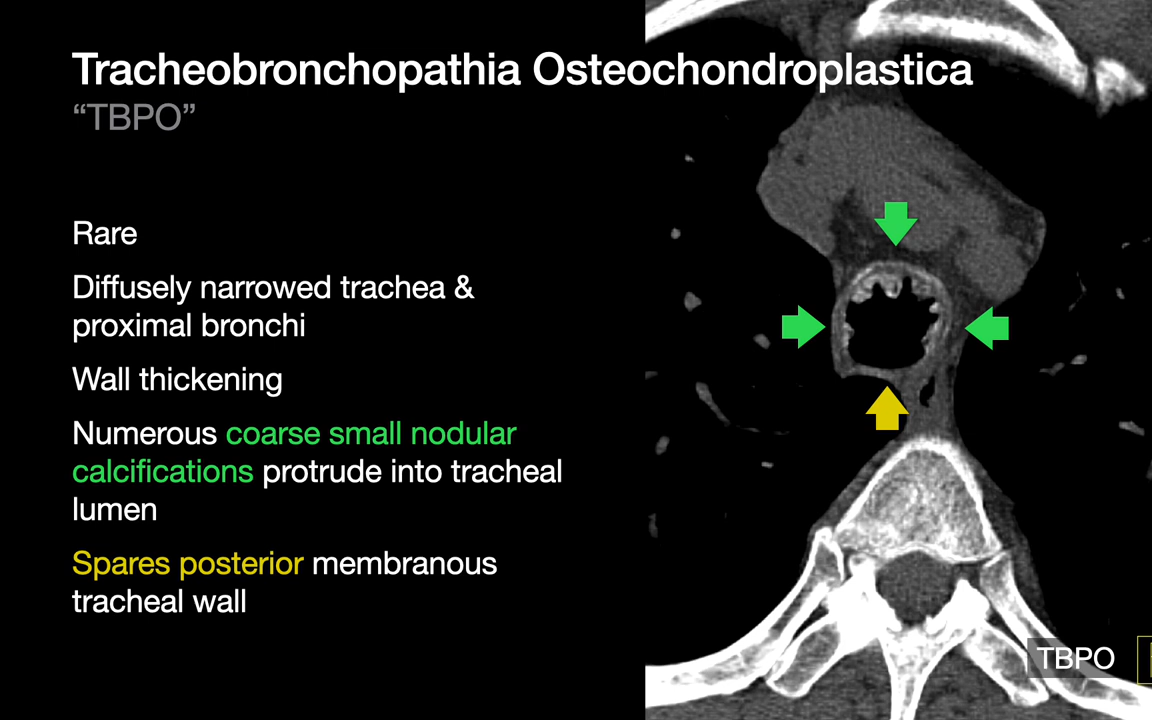 Tracheobronchopathia Osteochondroplastica
“TBPO”
Rare
Diffusely narrowed trachea &
proximal bronchi
Wall thickening
Numerous coarse small nodular
calcifications protrude into tracheal
lumen
Spares posterior membranous
tracheal wall
TBPO